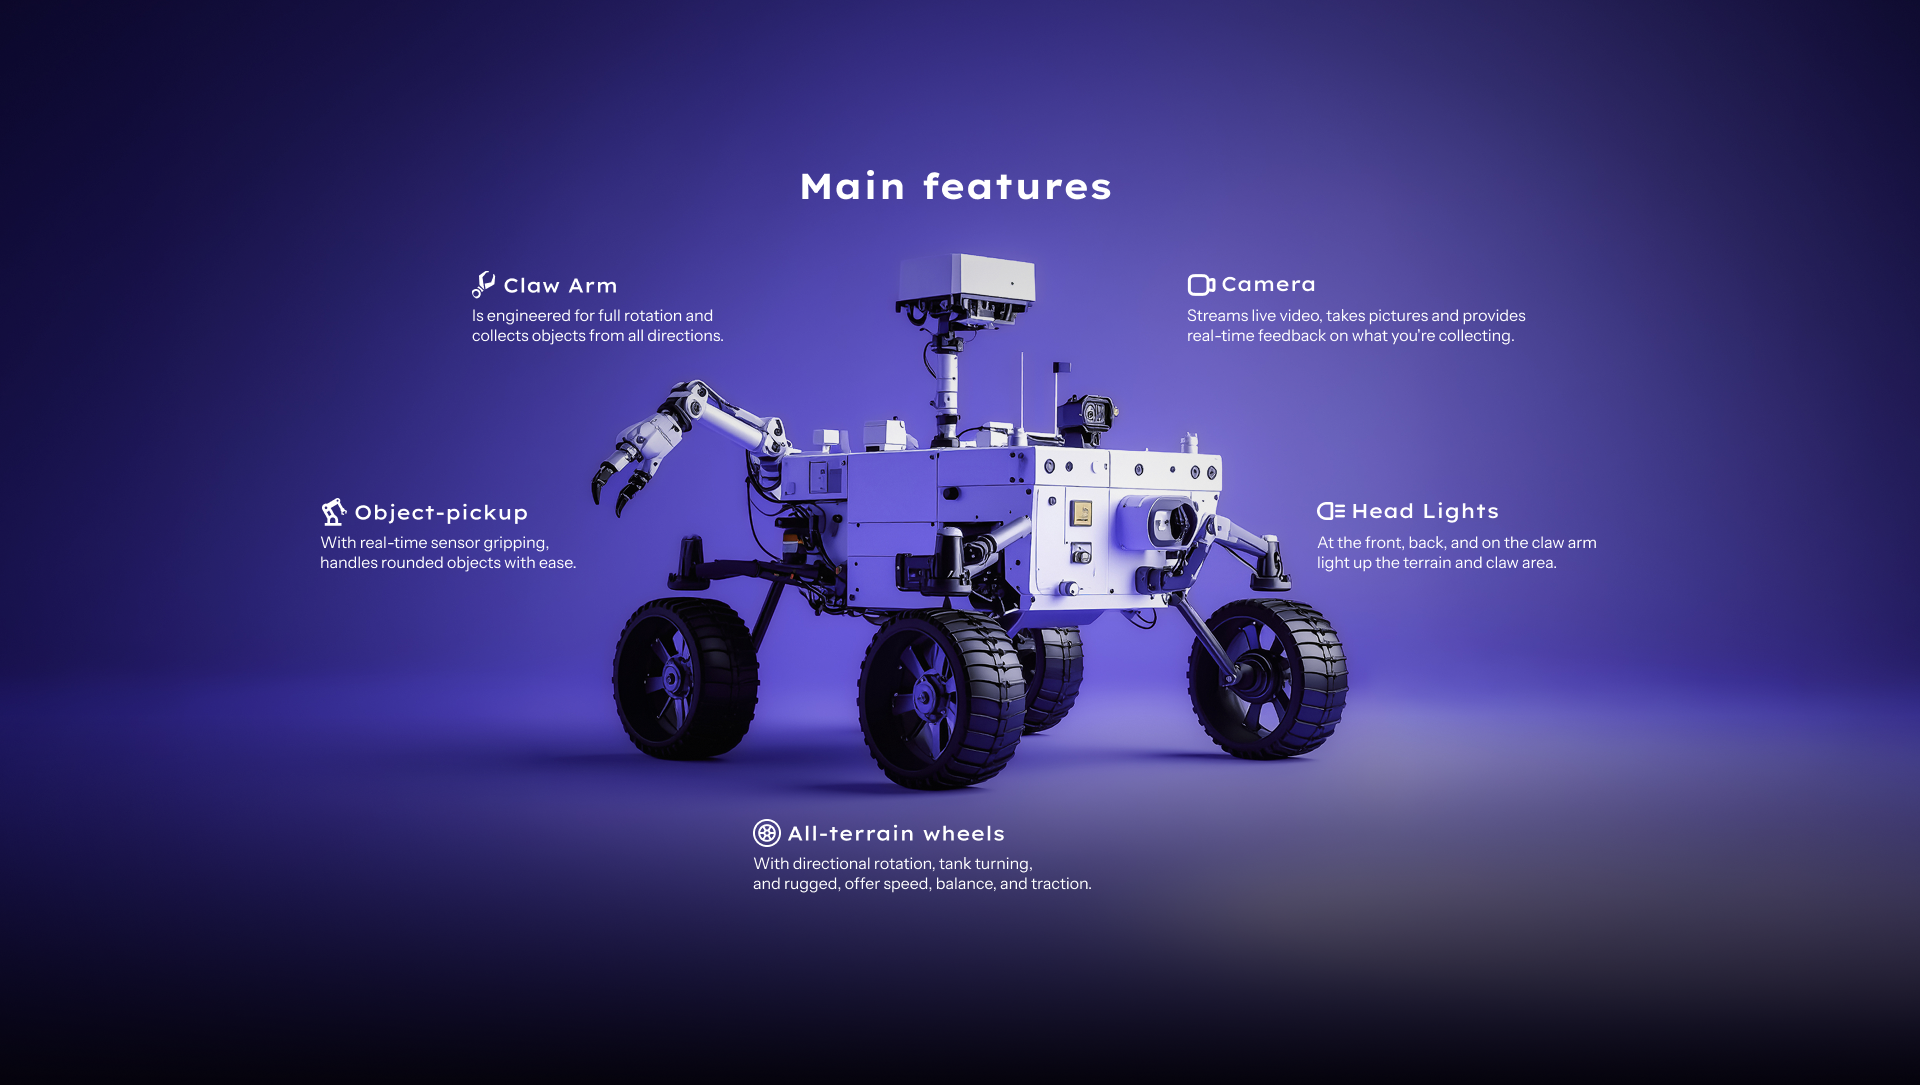 Main features
Claw Arm
Is engineered for full rotation and
collects objects from all directions.
Camera
Streams live video, takes pictures and provides
real-time feedback on what you're collecting.
Object-pickup
With real-time sensor gripping,
handles rounded objects with ease.
Head Lights
At the front, back, and on the claw arm
light up the terrain and claw area.
All-terrain wheels
With directional rotation, tank turning,
and rugged, offer speed, balance, and traction.